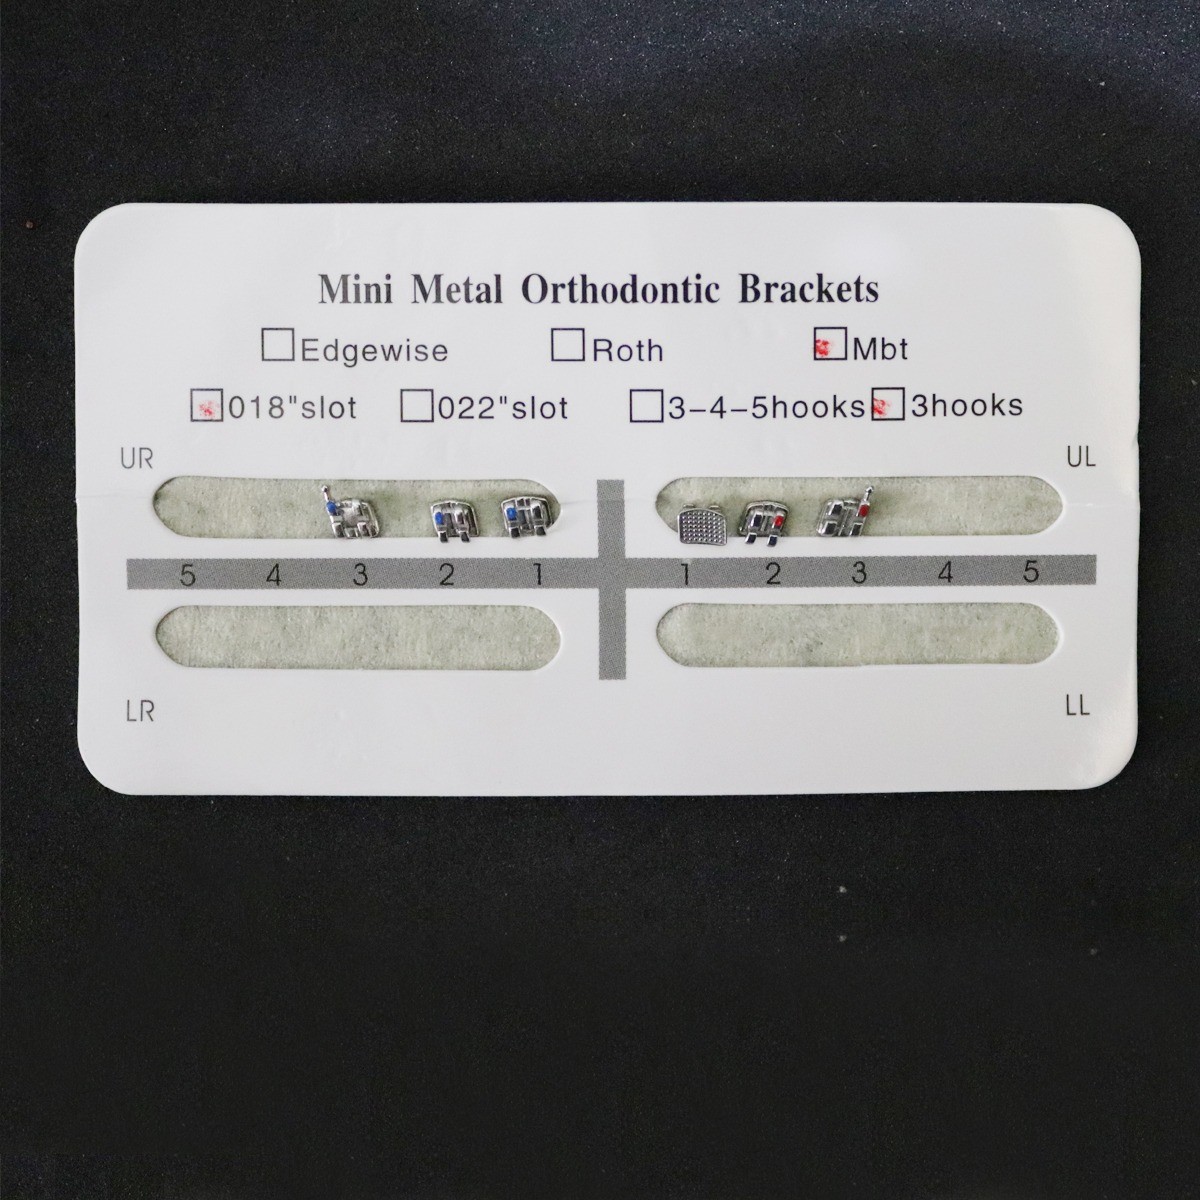 Mini Metal Orthodontic Brackets
Edgewise Roth Mbt
018"slot 022"slot 3-4-5hooks 3hooks
UR UL
5 4 3 2 1 1 2 3 4 5
LR LL